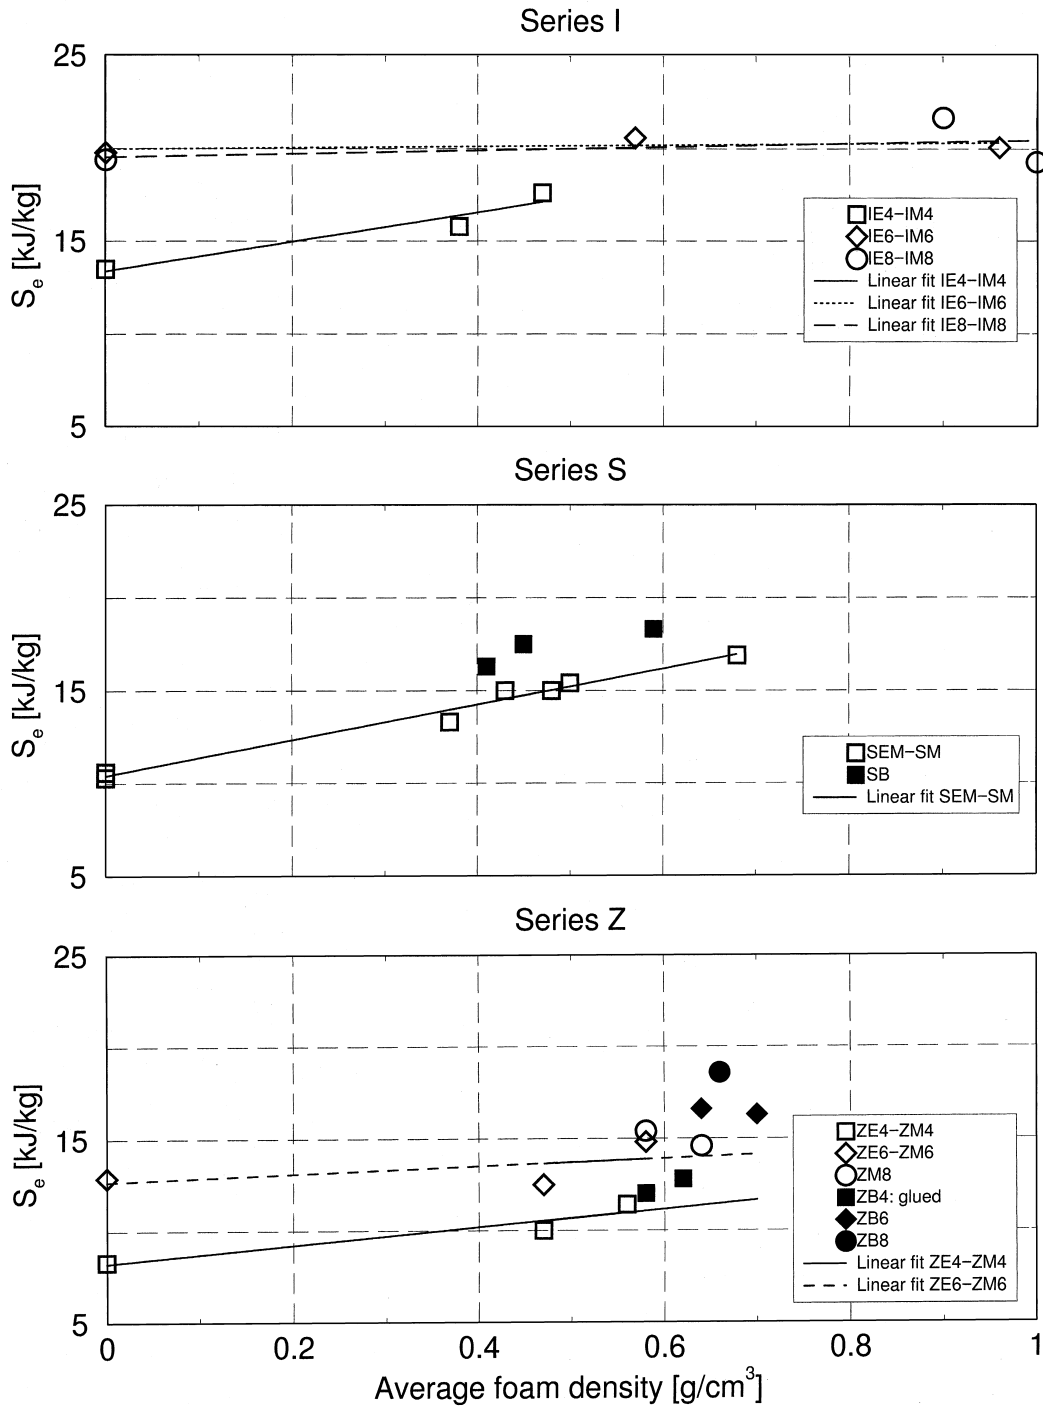 Series I
25
15
5
Se [kJ/kg]
IE4-IM4
IE6-IM6
IE8-IM8
Linear fit IE4-IM4
Linear fit IE6-IM6
Linear fit IE8-IM8
Series S
25
15
5
Se [kJ/kg]
SEM-SM
SB
Linear fit SEM-SM
Series Z
25
15
5
Se [kJ/kg]
ZE4-ZM4
ZE6-ZM6
ZM8
ZB4: glued
ZB6
ZB8
Linear fit ZE4-ZM4
Linear fit ZE6-ZM6
0 0.2 0.4 0.6 0.8 1
Average foam density [g/cm³]